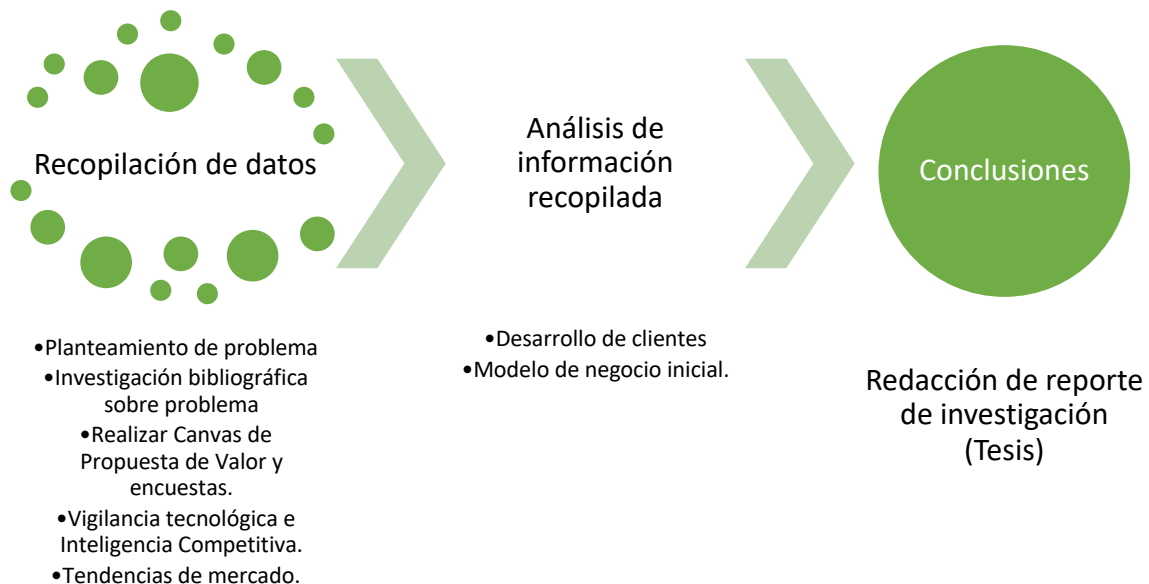 Recopilación de datos
•Planteamiento de problema
•Investigación bibliográfica
sobre problema
•Realizar Canvas de
Propuesta de Valor y
encuestas.
•Vigilancia tecnológica e
Inteligencia Competitiva.
•Tendencias de mercado.
Análisis de
información
recopilada
•Desarrollo de clientes
•Modelo de negocio inicial.
Conclusiones
Redacción de reporte
de investigación
(Tesis)